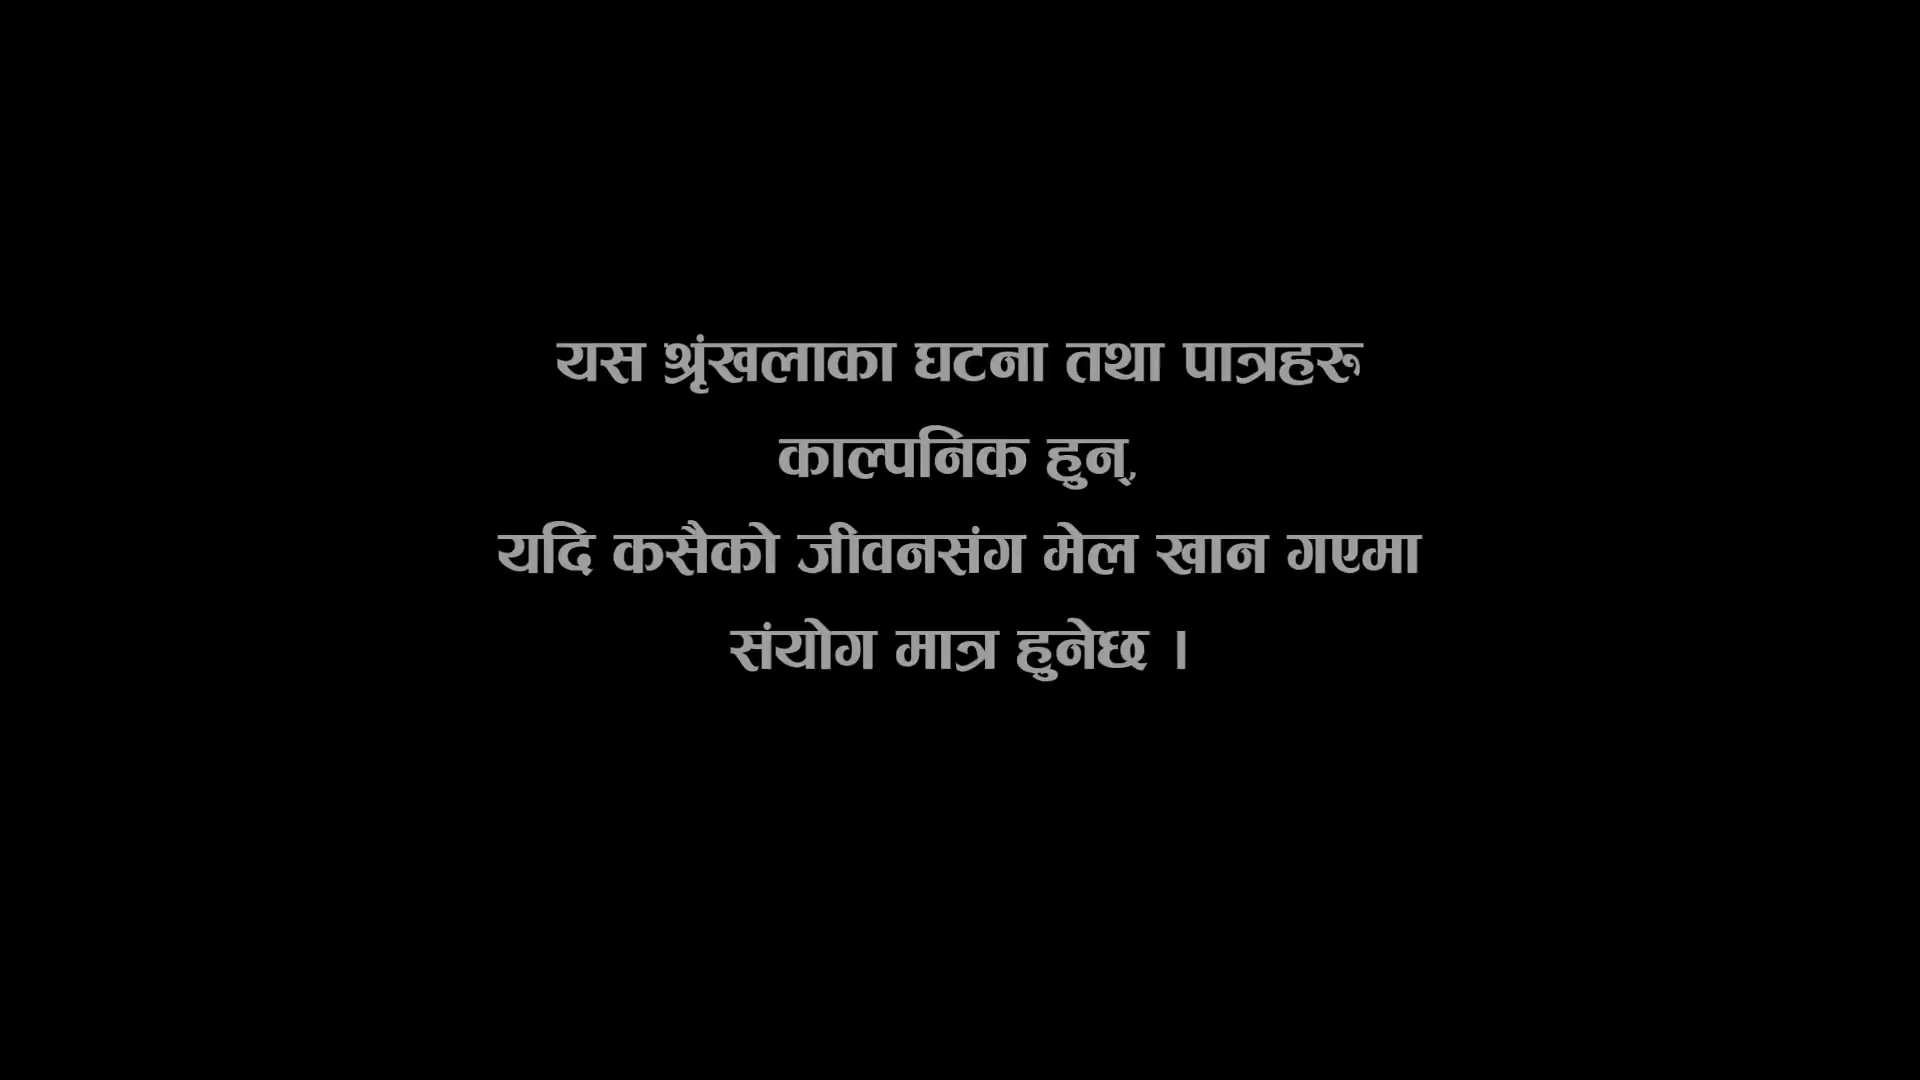 यस श्रृंखलाका घटना तथा पात्रहरु
काल्पनिक हुन्,
यदि कसैको जीवनसंग मेल खान गएमा
संयोग मात्र हुनेछ ।